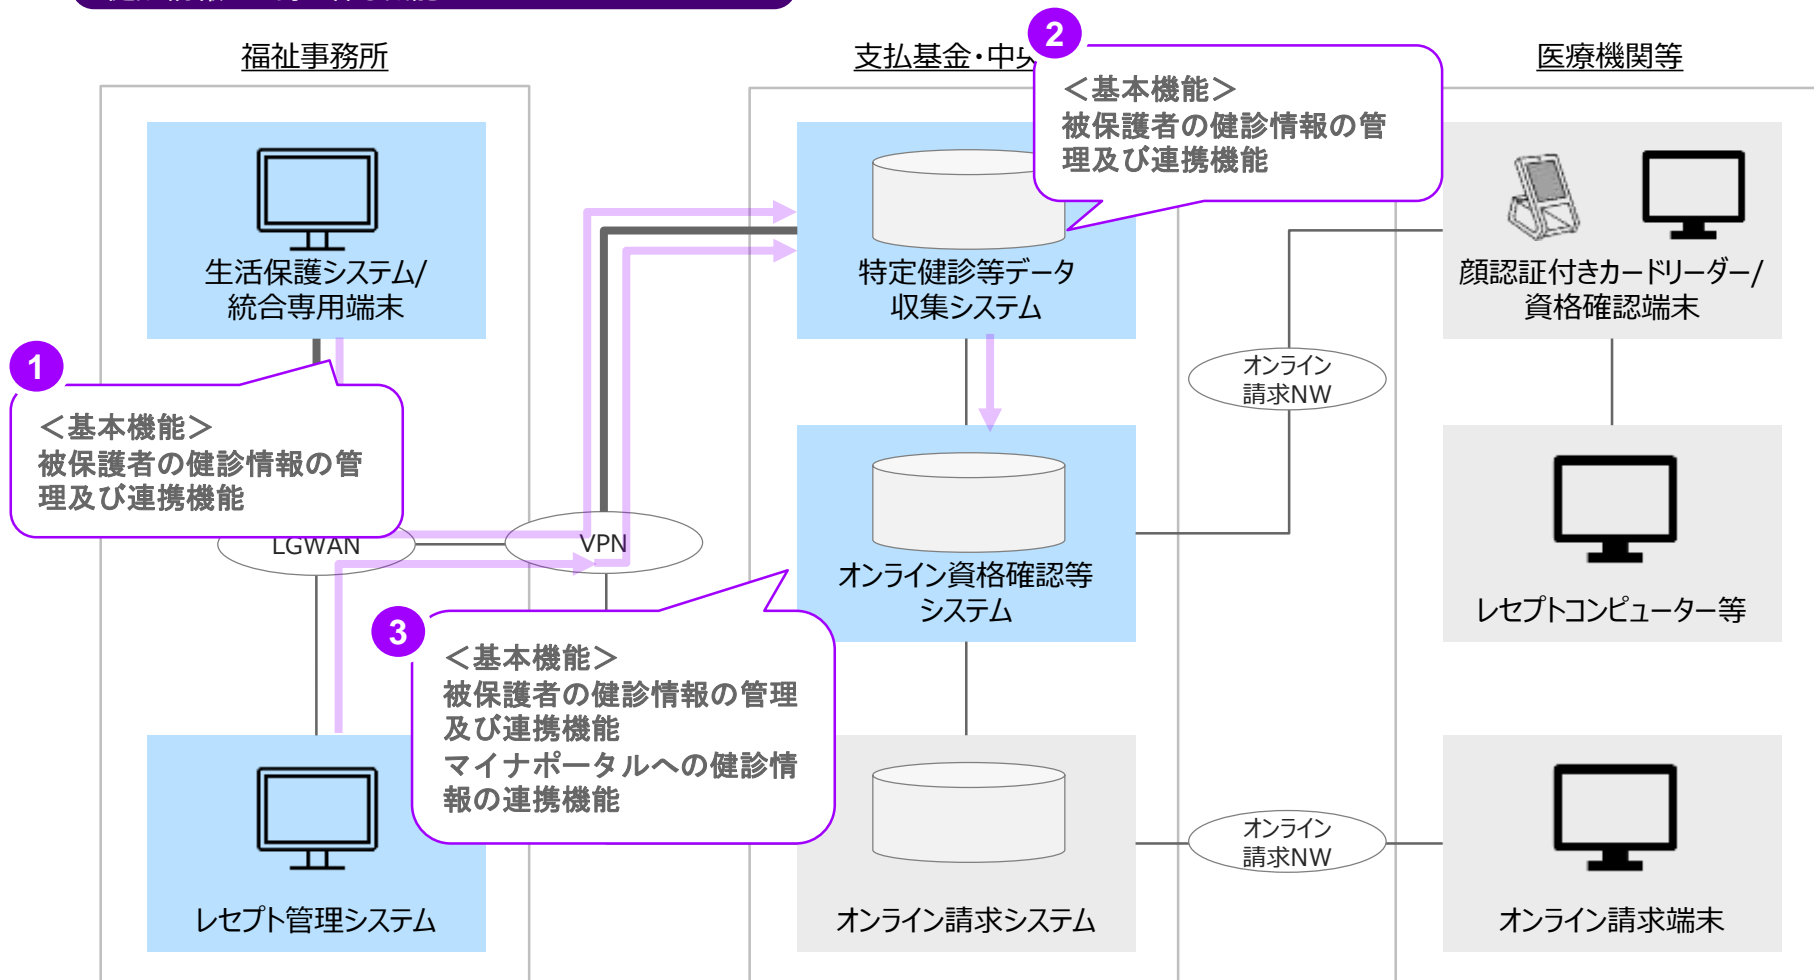 福祉事務所
支払基金・中央
医療機関等
2
＜基本機能＞
被保護者の健診情報の管
理及び連携機能
生活保護システム/
統合専用端末
特定健診等データ
収集システム
顔認証付きカードリーダー/
資格確認端末
1
＜基本機能＞
被保護者の健診情報の管
理及び連携機能
オンライン
請求NW
LGWAN
VPN
オンライン資格確認等
システム
レセプトコンピューター等
3
＜基本機能＞
被保護者の健診情報の管理
及び連携機能
マイナポータルへの健診情
報の連携機能
オンライン
請求NW
レセプト管理システム
オンライン請求システム
オンライン請求端末